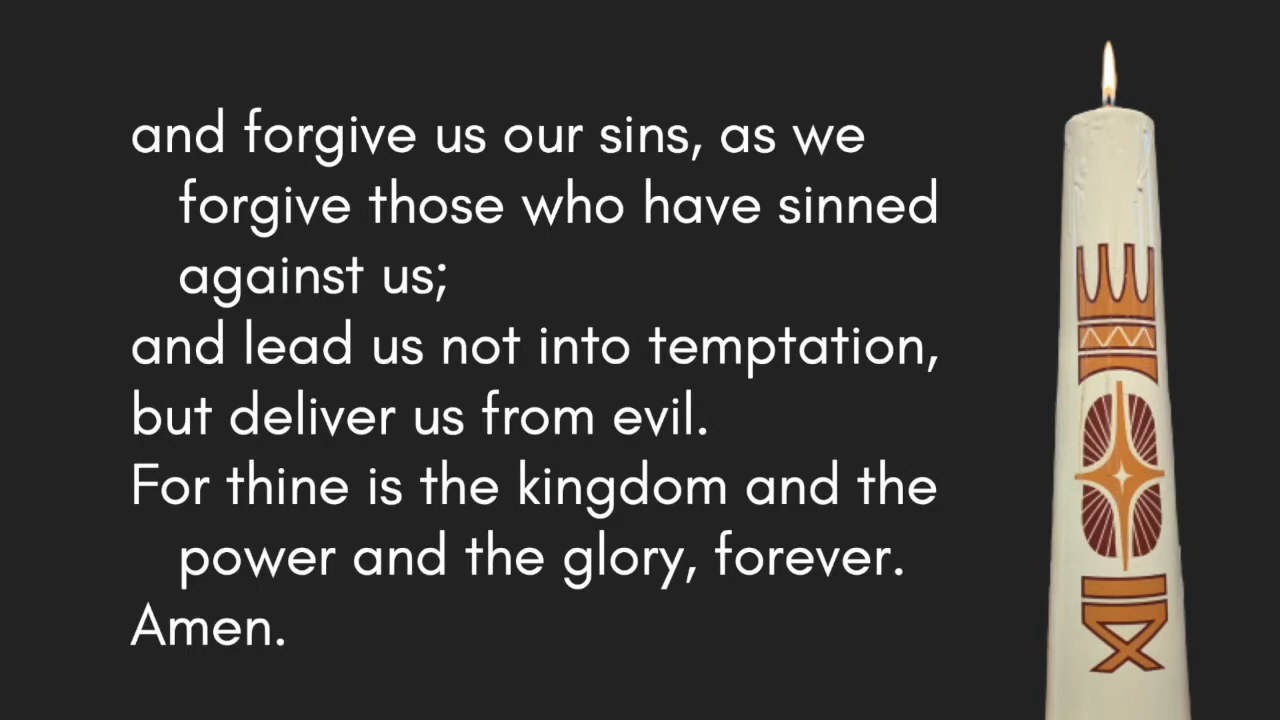 and forgive us our sins, as we
forgive those who have sinned
against us;
and lead us not into temptation,
but deliver us from evil.
For thine is the kingdom and the
power and the glory, forever.
Amen.